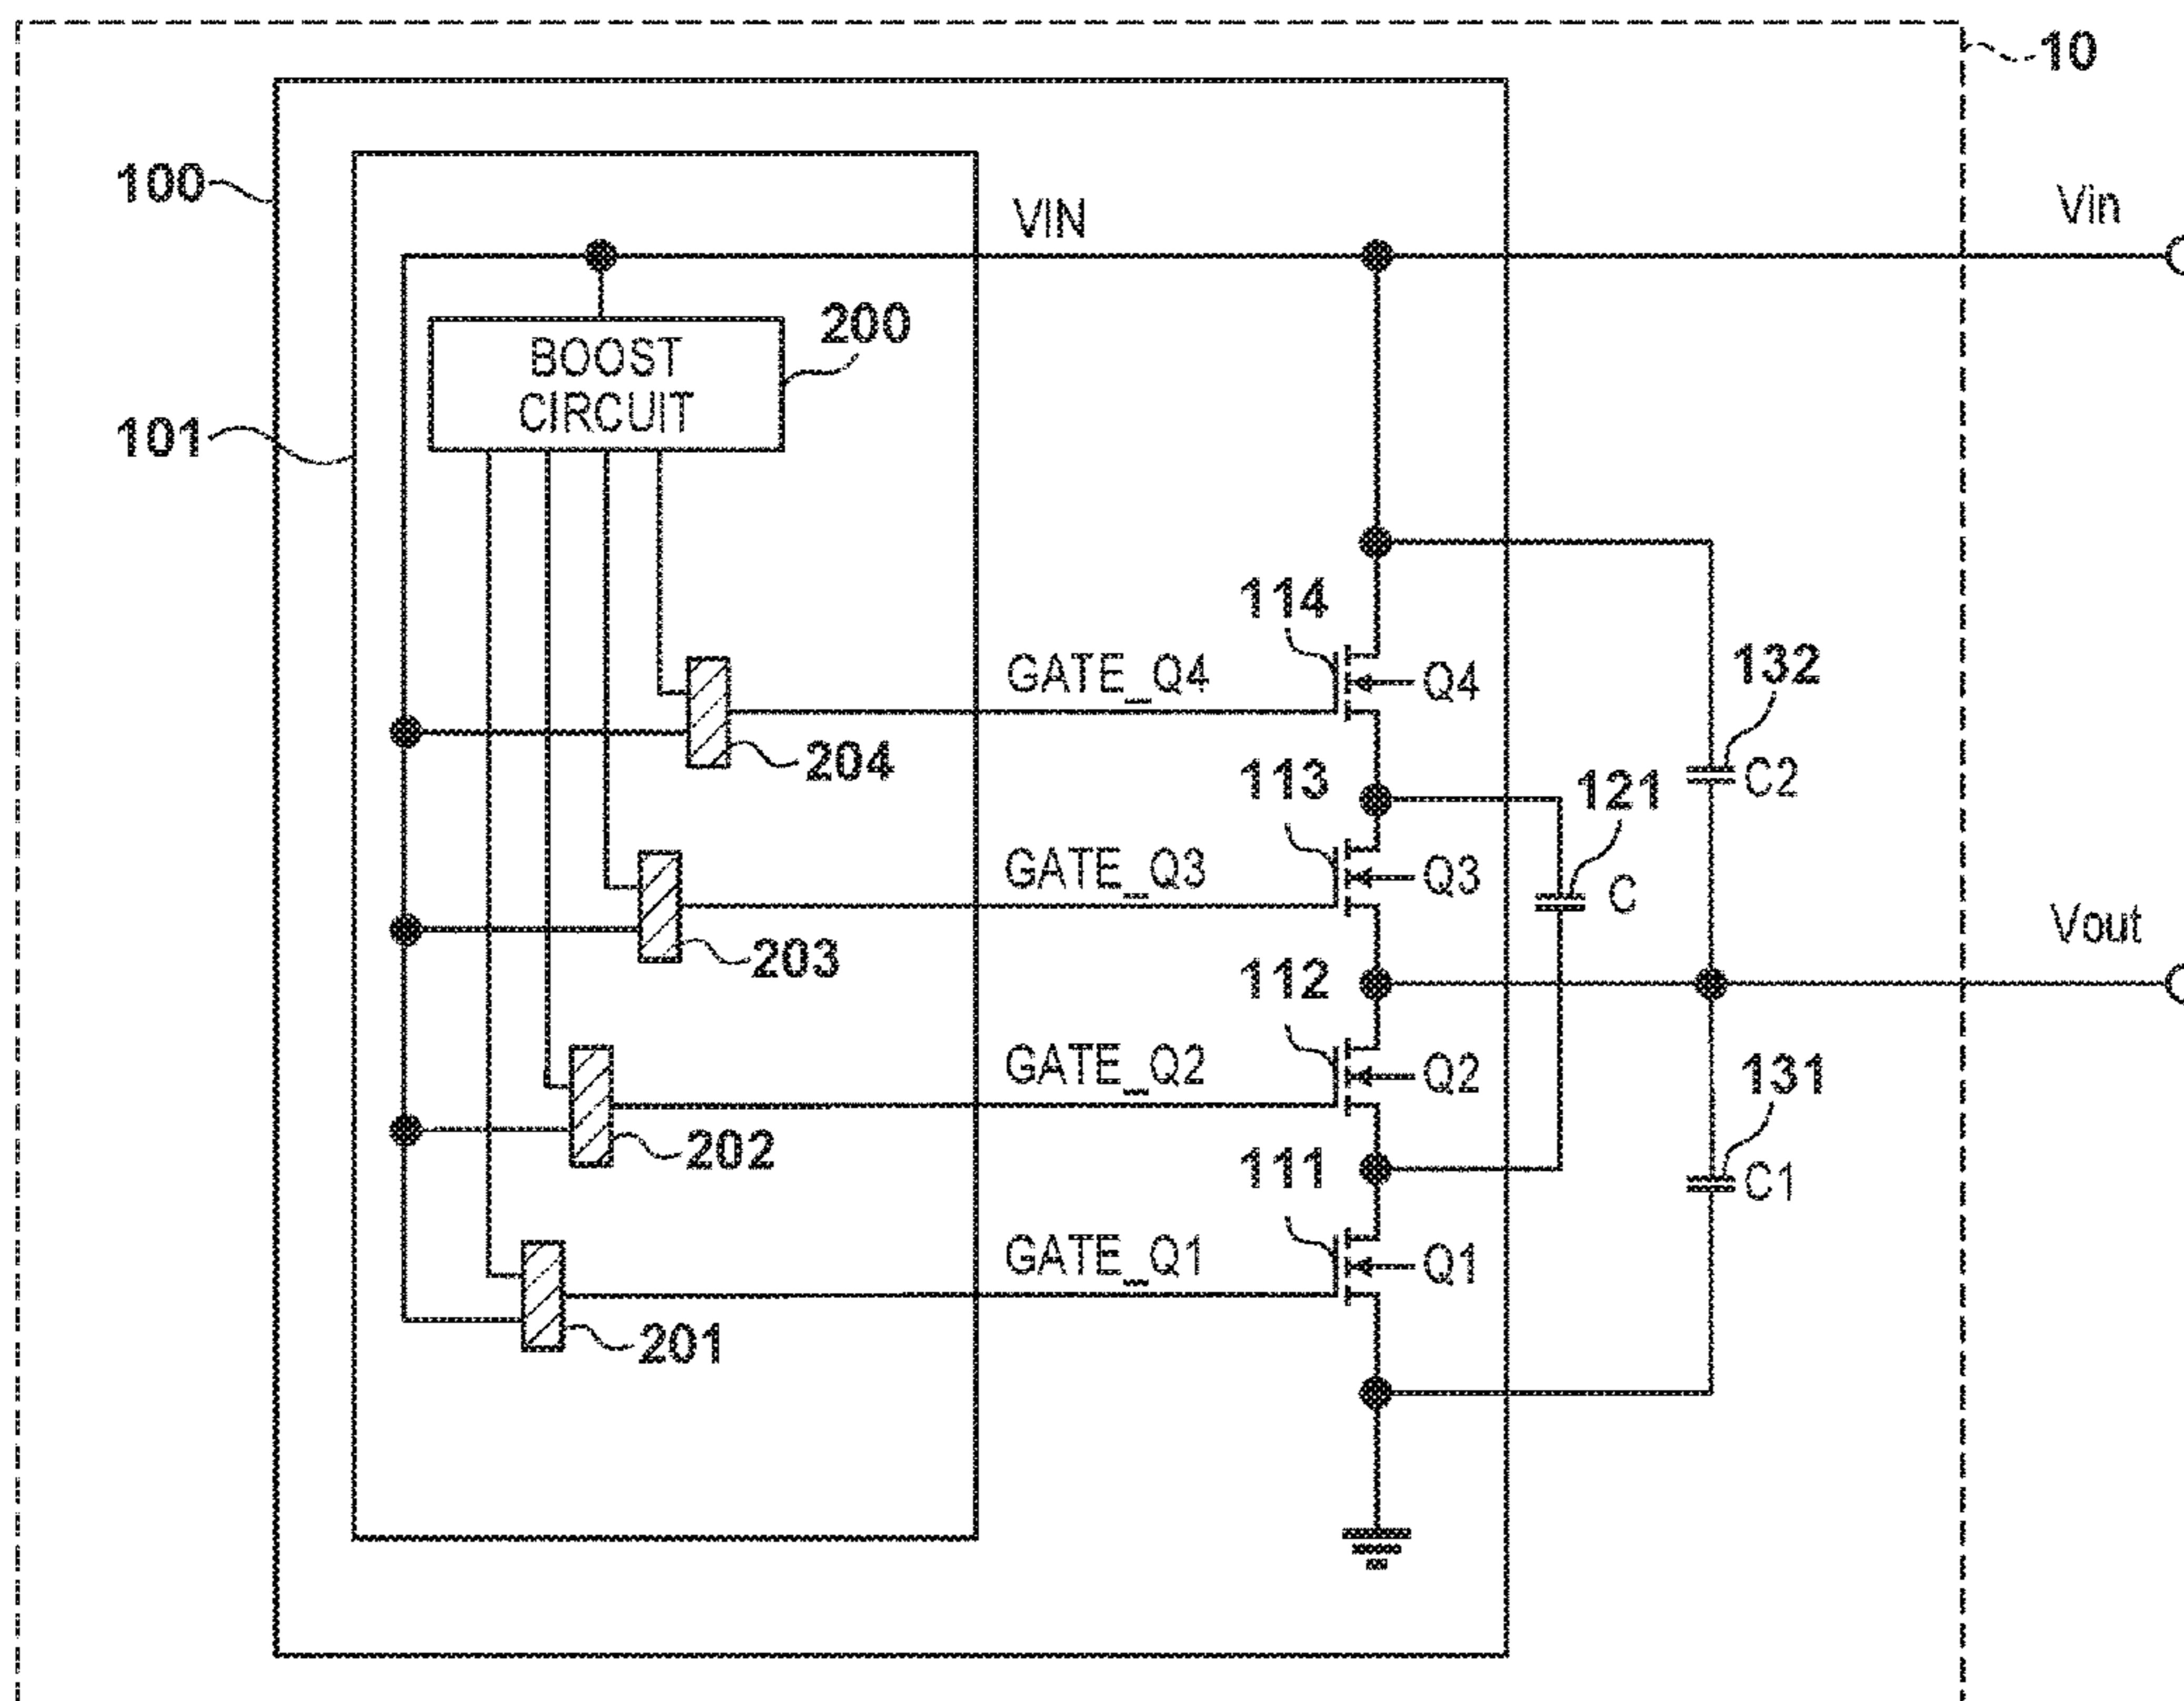 10
100
VIN
Vin
BOOST
CIRCUIT
200
101
114
GATE_Q4
Q4
132
204
113
C2
121
GATE_Q3
Q3
C
203
112
Vout
GATE_Q2
Q2
131
202
111
C1
GATE_Q1
Q1
201